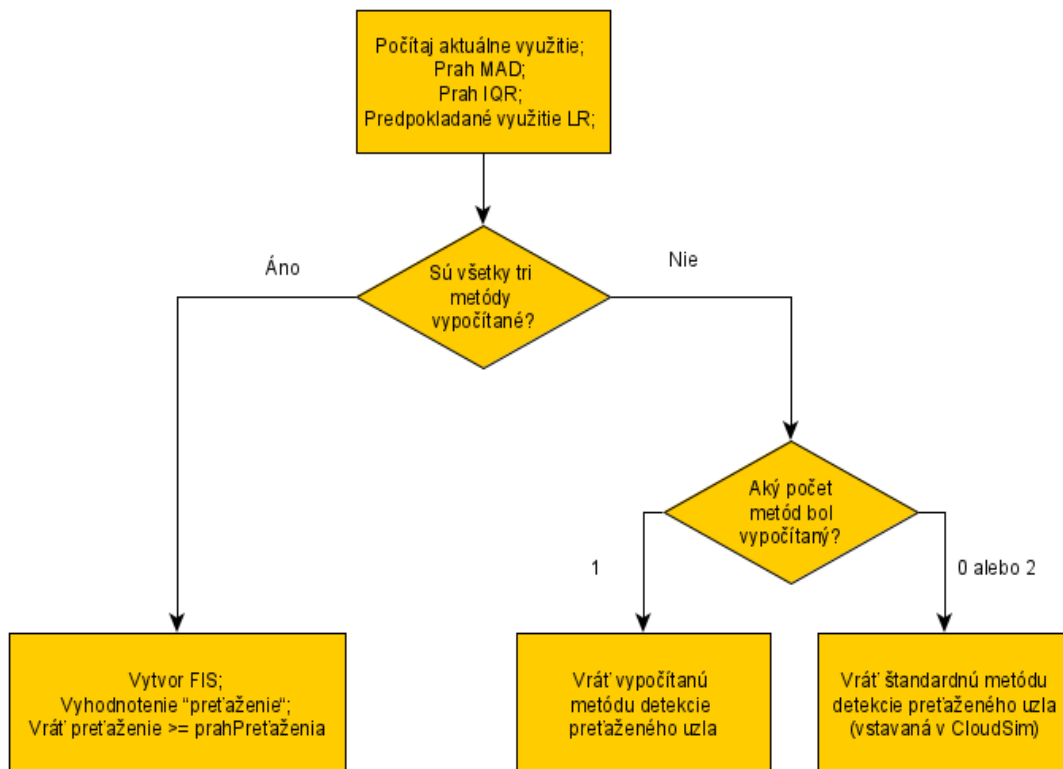 Počítaj aktuálne využitie;
Prah MAD;
Prah IQR;
Predpokladané využitie LR;
Áno
Sú všetky tri
metódy
vypočítané?
Nie
Aký počet
metód bol
vypočítaný?
1
0 alebo 2
Vytvor FIS;
Vyhodnotenie "preťaženie";
Vráť preťaženie >= prahPreťaženia
Vráť vypočítanú
metódu detekcie
preťaženého uzla
Vráť štandardnú metódu
detekcie preťaženého uzla
(vstavaná v CloudSim)